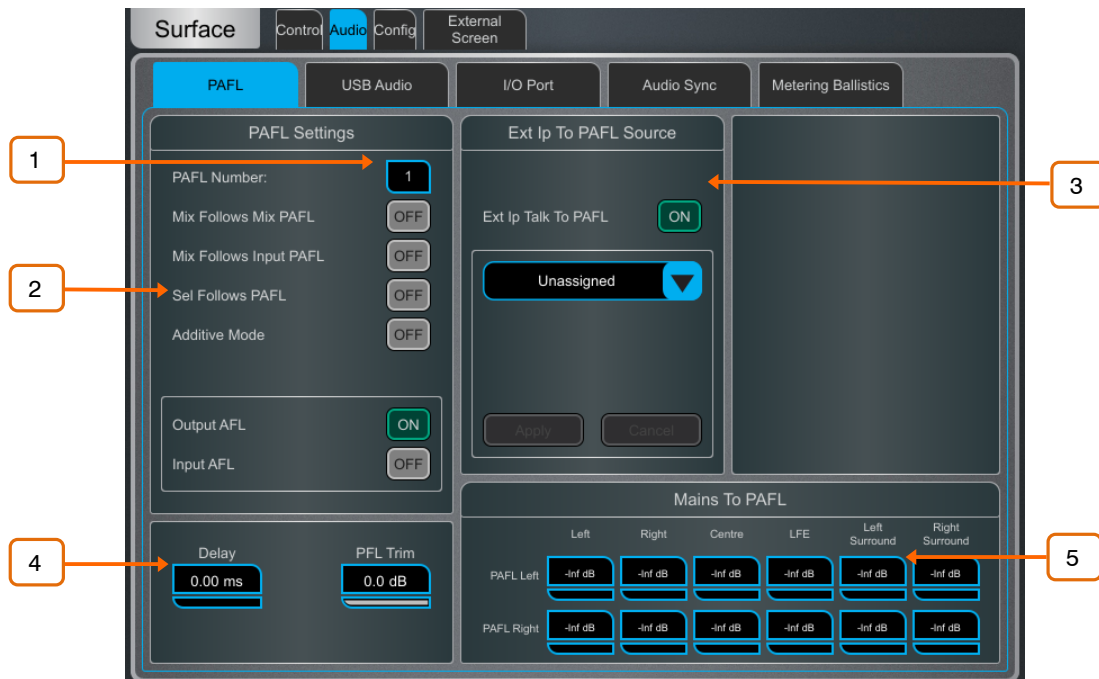 Surface
Control
Audio
Config
External
Screen
PAFL
USB Audio
I/O Port
Audio Sync
Metering Ballistics
PAFL Settings
1
PAFL Number:
1
Mix Follows Mix PAFL
OFF
Mix Follows Input PAFL
OFF
2
Sel Follows PAFL
OFF
Additive Mode
OFF
Output AFL
ON
Input AFL
OFF
Ext Ip To PAFL Source
3
Ext Ip Talk To PAFL
ON
Unassigned
Apply
Cancel
4
Delay
PFL Trim
0.00 ms
0.0 dB
Mains To PAFL
Left
Right
Centre
LFE
Left
Surround
Right
Surround
5
PAFL Left
-Inf dB
-Inf dB
-Inf dB
-Inf dB
-Inf dB
-Inf dB
PAFL Right
-Inf dB
-Inf dB
-Inf dB
-Inf dB
-Inf dB
-Inf dB